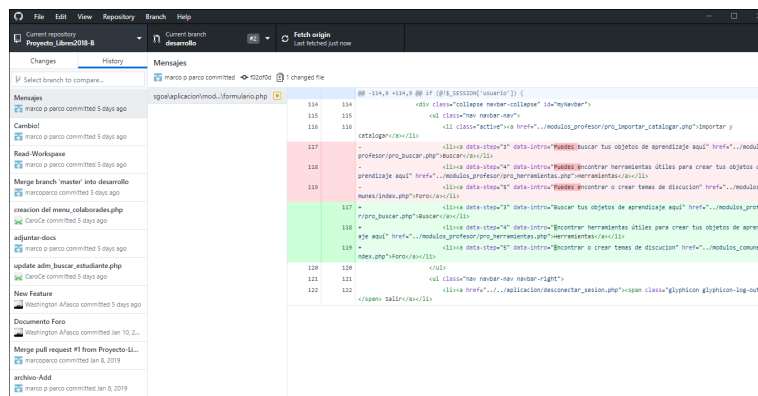 File Edit View Repository Branch Help
Current repository
Proyecto_Libres2018-B
Current branch
desarrollo
#2
Fetch origin
Last fetched just now
Changes
History
Select branch to compare...
Mensajes
marco p parco committed 5 days ago
Cambio!
marco p parco committed 5 days ago
Read-Workspaxe
marco p parco committed 5 days ago
Merge branch 'master' into desarrollo
marcoparco committed 5 days ago
creacion del menu_colaborades.php
CaroCe committed 5 days ago
adjuntar-docs
marco p parco committed 5 days ago
update adm_buscar_estudiante.php
CaroCe committed 5 days ago
New Feature
Washington Añasco committed 5 days ago
Documento Foro
Washington Añasco committed Jan 10, 2...
Merge pull request #1 from Proyecto-Li...
marcoparco committed Jan 8, 2019
archivo-Add
marco p parco committed Jan 8, 2019
Mensajes
marco p parco committed f02df0d 1 changed file
sgoa\aplicacion\mod...\formulario.php
@@ -114,9 +114,9 @@ if (@!$_SESSION['usuario']) {
114 114 <div class="collapse navbar-collapse" id="myNavbar">
115 115 <ul class="nav navbar-nav">
116 116 <li class="active"><a href="../modulos_profesor/pro_importar_catalogar.php">Importar y
catalogar</a></li>
117 - <li><a data-step="3" data-intro="Puedes Buscar tus objetos de aprendizaje aquí" href="../modulos_
profesor/pro_buscar.php">Buscar</a></li>
118 - <li><a data-step="4" data-intro="Puedes encontrar herramientas útiles para crear tus objetos de a
prendizaje aquí" href="../modulos_profesor/pro_herramientas.php">Herramientas</a></li>
119 - <li><a data-step="5" data-intro="Puedes encontrar o crear temas de discucion" href="../modulos_co
munes/index.php">Foro</a></li>
117 + <li><a data-step="3" data-intro="Buscar tus objetos de aprendizaje aquí" href="../modulos_profeso
r/pro_buscar.php">Buscar</a></li>
118 + <li><a data-step="4" data-intro="Encontrar herramientas útiles para crear tus objetos de aprendiz
aje aquí" href="../modulos_profesor/pro_herramientas.php">Herramientas</a></li>
119 + <li><a data-step="5" data-intro="Encontrar o crear temas de discucion" href="../modulos_comunes/i
ndex.php">Foro</a></li>
120 120 </ul>
121 121 <ul class="nav navbar-nav navbar-right">
122 122 <li><a href="../../aplicacion/desconectar_sesion.php"><span class="glyphicon glyphicon-log-out">
</span> Salir</a></li>